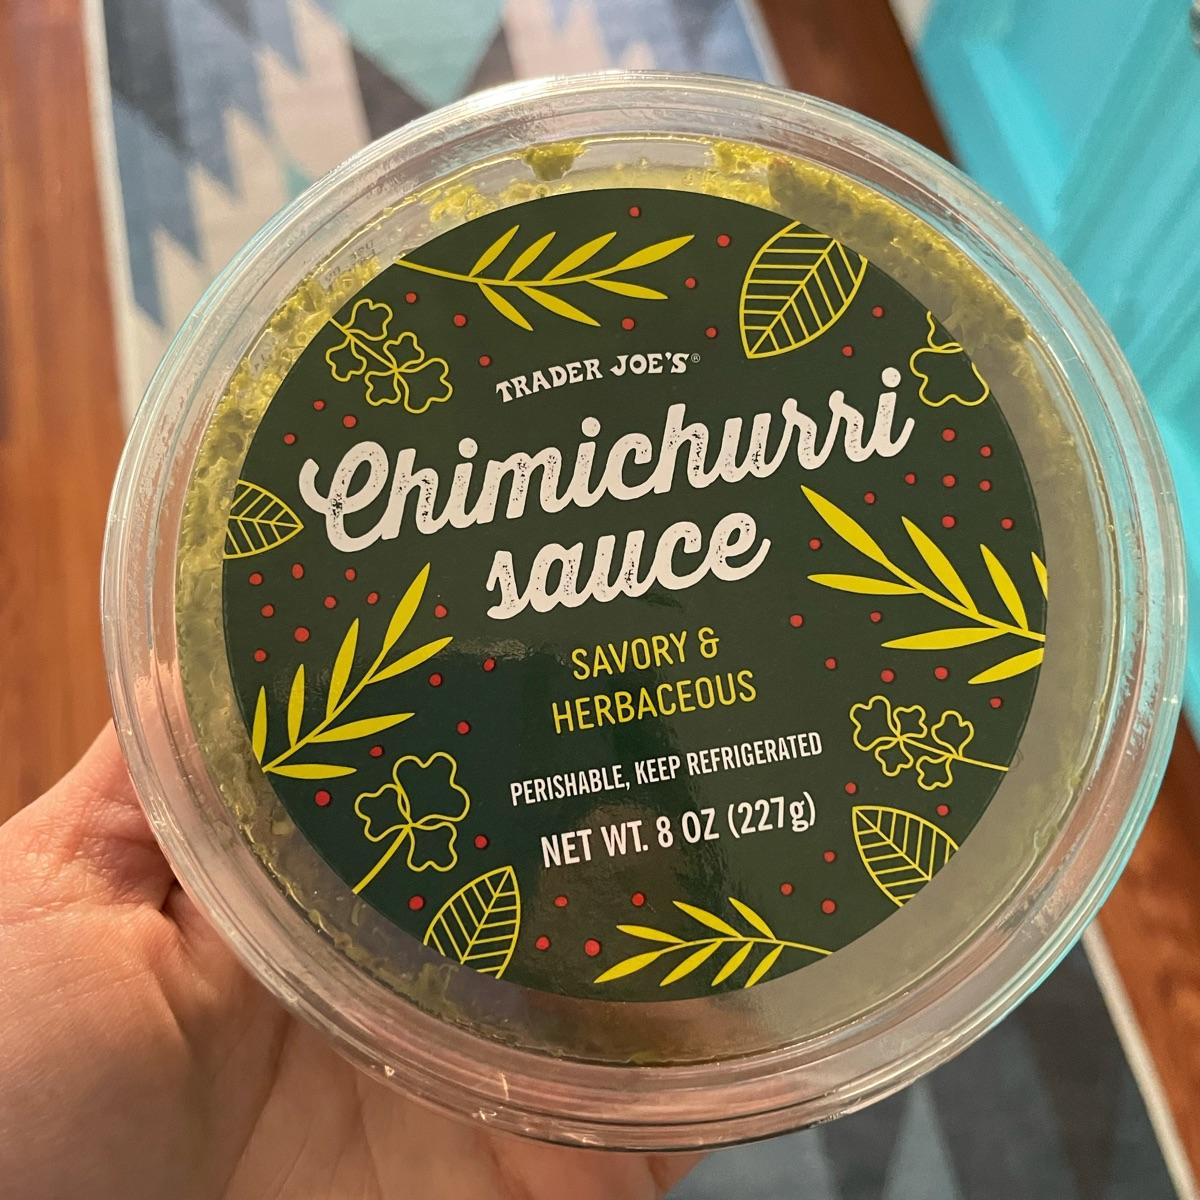 TRADER JOE'S®
Chimichurri
sauce
SAVORY &
HERBACEOUS
PERISHABLE, KEEP REFRIGERATED
NET WT. 8 OZ (227g)